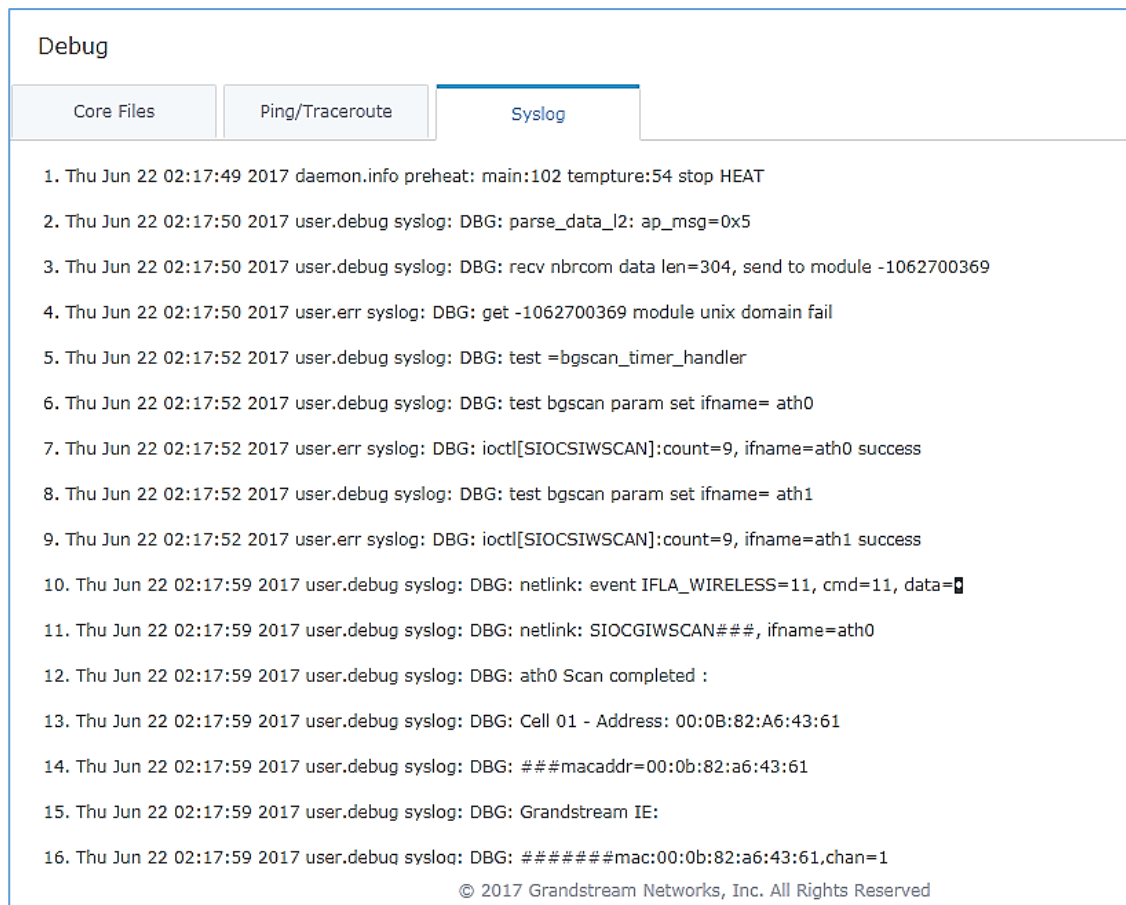 Debug
Core Files
Ping/Traceroute
Syslog
1. Thu Jun 22 02:17:49 2017 daemon.info preheat: main:102 tempture:54 stop HEAT
2. Thu Jun 22 02:17:50 2017 user.debug syslog: DBG: parse_data_l2: ap_msg=0x5
3. Thu Jun 22 02:17:50 2017 user.debug syslog: DBG: recv nbrcom data len=304, send to module -1062700369
4. Thu Jun 22 02:17:50 2017 user.err syslog: DBG: get -1062700369 module unix domain fail
5. Thu Jun 22 02:17:52 2017 user.debug syslog: DBG: test =bgscan_timer_handler
6. Thu Jun 22 02:17:52 2017 user.debug syslog: DBG: test bgscan param set ifname= ath0
7. Thu Jun 22 02:17:52 2017 user.err syslog: DBG: ioctl[SIOCSIWSCAN]:count=9, ifname=ath0 success
8. Thu Jun 22 02:17:52 2017 user.debug syslog: DBG: test bgscan param set ifname= ath1
9. Thu Jun 22 02:17:52 2017 user.err syslog: DBG: ioctl[SIOCSIWSCAN]:count=9, ifname=ath1 success
10. Thu Jun 22 02:17:59 2017 user.debug syslog: DBG: netlink: event IFLA_WIRELESS=11, cmd=11, data=�
11. Thu Jun 22 02:17:59 2017 user.debug syslog: DBG: netlink: SIOCGIWSCAN###, ifname=ath0
12. Thu Jun 22 02:17:59 2017 user.debug syslog: DBG: ath0 Scan completed :
13. Thu Jun 22 02:17:59 2017 user.debug syslog: DBG: Cell 01 - Address: 00:0B:82:A6:43:61
14. Thu Jun 22 02:17:59 2017 user.debug syslog: DBG: ###macaddr=00:0b:82:a6:43:61
15. Thu Jun 22 02:17:59 2017 user.debug syslog: DBG: Grandstream IE:
16. Thu Jun 22 02:17:59 2017 user.debug syslog: DBG: #######mac:00:0b:82:a6:43:61,chan=1
© 2017 Grandstream Networks, Inc. All Rights Reserved